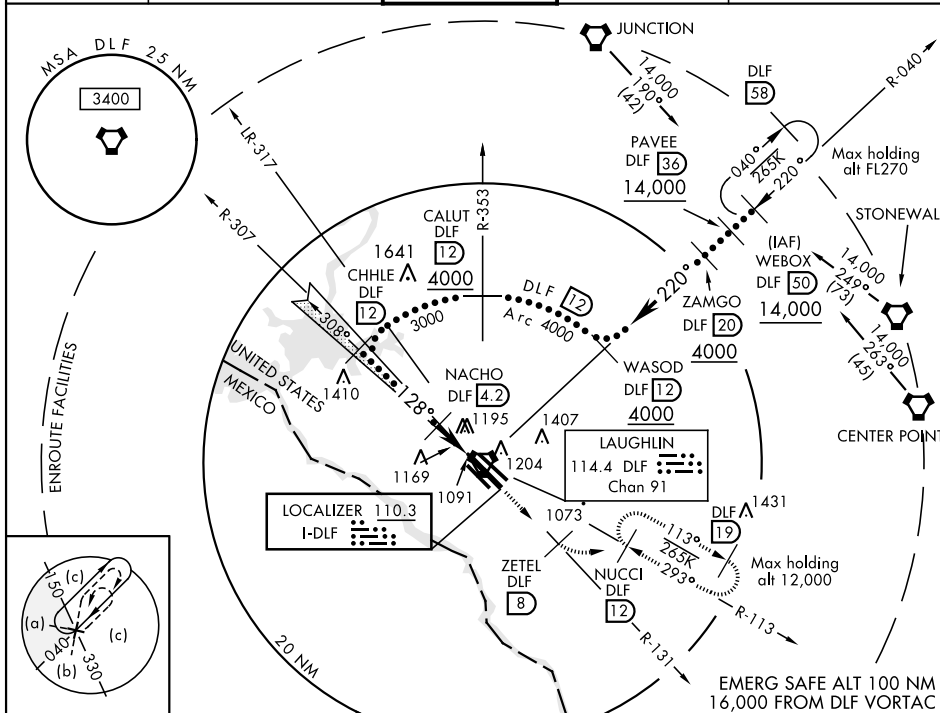 MSA DLF 25 NM
3400
JUNCTION
14,000
190°
(42)
DLF 58
R-040
PAVEE
DLF 36
14,000
040°
265K
220°
Max holding
alt FL270
LR-317
R-307
R-353
CALUT
DLF
12
4000
1641
CHHLE
DLF
12
3000
DLF 12
Arc 4000
220°
ZAMGO
DLF 20
4000
(IAF)
WEBOX
DLF 50
14,000
STONEWAL
14,000
249°
(73)
14,000
263°
(45)
CENTER POINT
308°
UNITED STATES
MEXICO
1410
128°
NACHO
DLF 4.2
WASOD
DLF 12
4000
1195
1407
1204
1169
1091
LAUGHLIN
114.4 DLF
Chan 91
LOCALIZER 110.3
I-DLF
ENROUTE FACILITIES
1073
DLF
19
1431
113°
265K
293°
Max holding
alt 12,000
ZETEL
DLF
8
NUCCI
DLF
12
R-113
R-131
20 NM
150
(c)
(a)
(c)
040
(b)
330
EMERG SAFE ALT 100 NM
16,000 FROM DLF VORTAC